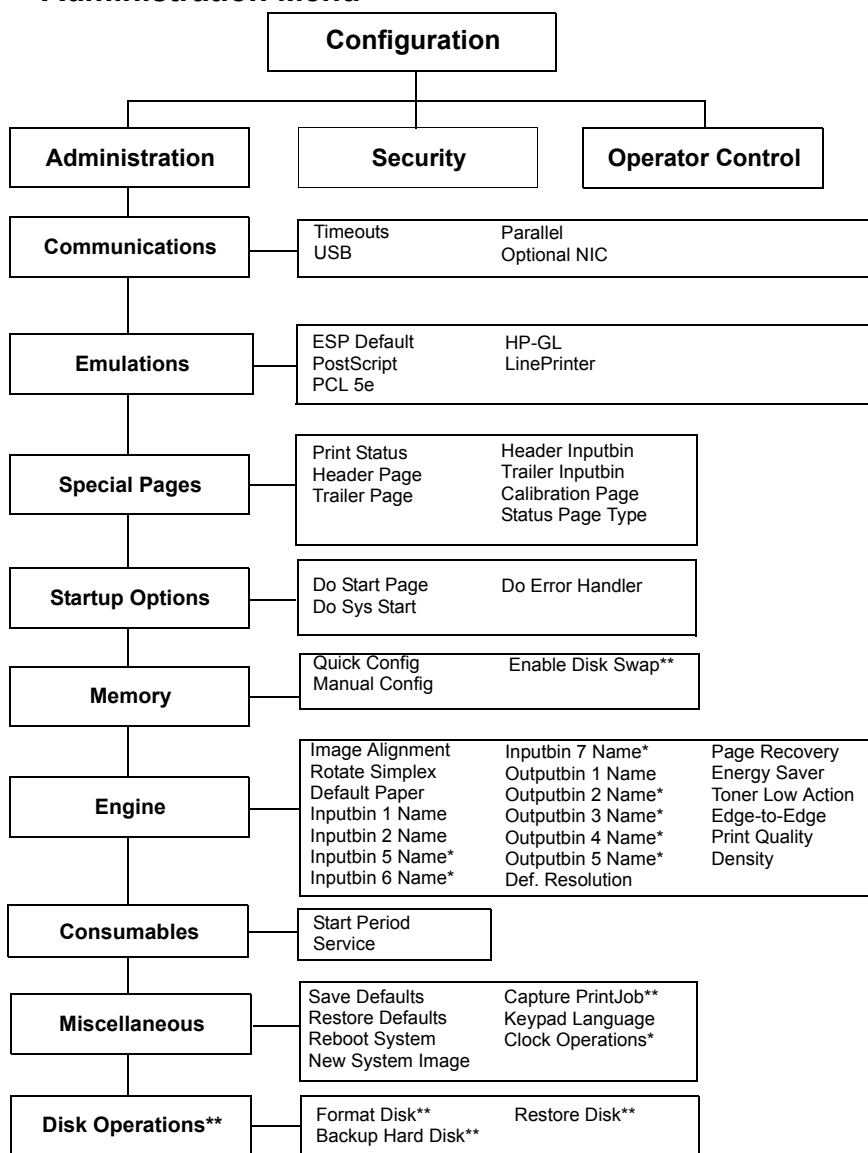 Administration Menu
Configuration
Administration
Security
Operator Control
Communications
Timeouts
USB
Parallel
Optional NIC
Emulations
ESP Default
PostScript
PCL 5e
HP-GL
LinePrinter
Special Pages
Print Status
Header Page
Trailer Page
Header Inputbin
Trailer Inputbin
Calibration Page
Status Page Type
Startup Options
Do Start Page
Do Sys Start
Do Error Handler
Memory
Quick Config
Manual Config
Enable Disk Swap**
Engine
Image Alignment
Rotate Simplex
Default Paper
Inputbin 1 Name
Inputbin 2 Name
Inputbin 5 Name*
Inputbin 6 Name*
Inputbin 7 Name*
Outputbin 1 Name
Outputbin 2 Name*
Outputbin 3 Name*
Outputbin 4 Name*
Outputbin 5 Name*
Def. Resolution
Page Recovery
Energy Saver
Toner Low Action
Edge-to-Edge
Print Quality
Density
Consumables
Start Period
Service
Miscellaneous
Save Defaults
Restore Defaults
Reboot System
New System Image
Capture PrintJob**
Keypad Language
Clock Operations*
Disk Operations**
Format Disk**
Backup Hard Disk**
Restore Disk**